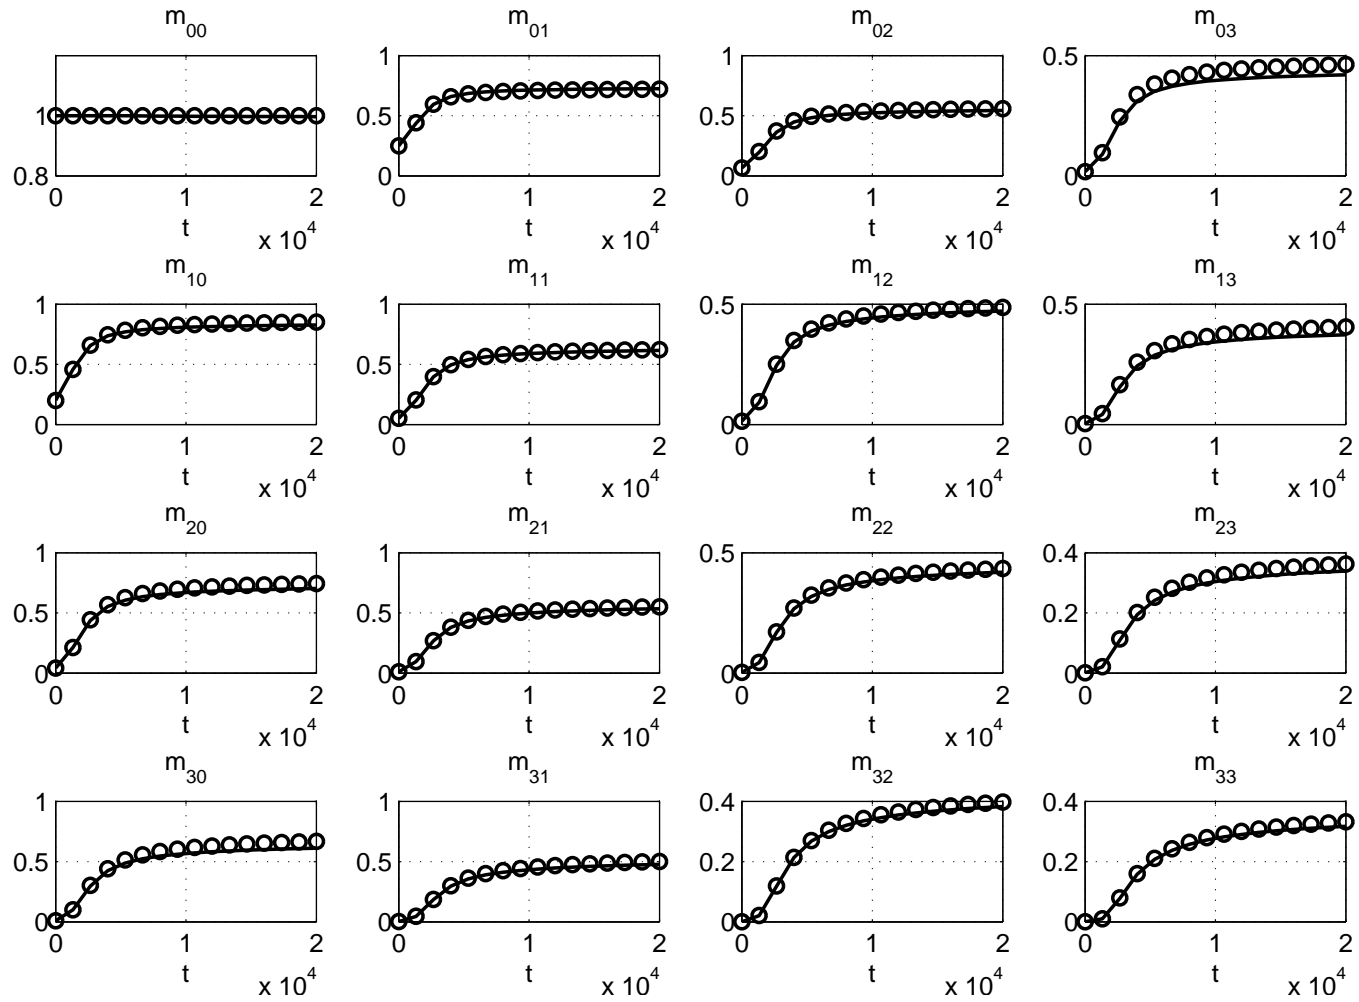 m00 m01 m02 m03
1 1 1 0.5
0.5 0.5
0.8 0 0 0
0 1 2 0 1 2 0 1 2 0 1 2
t t t t
x 10^4 x 10^4 x 10^4 x 10^4
m10 m11 m12 m13
1 1 0.5 0.5
0.5 0.5
0 0 0 0
0 1 2 0 1 2 0 1 2 0 1 2
t t t t
x 10^4 x 10^4 x 10^4 x 10^4
m20 m21 m22 m23
1 1 0.5 0.4
0.5 0.5 0.2
0 0 0 0
0 1 2 0 1 2 0 1 2 0 1 2
t t t t
x 10^4 x 10^4 x 10^4 x 10^4
m30 m31 m32 m33
1 1 0.4 0.4
0.5 0.5 0.2 0.2
0 0 0 0
0 1 2 0 1 2 0 1 2 0 1 2
t t t t
x 10^4 x 10^4 x 10^4 x 10^4